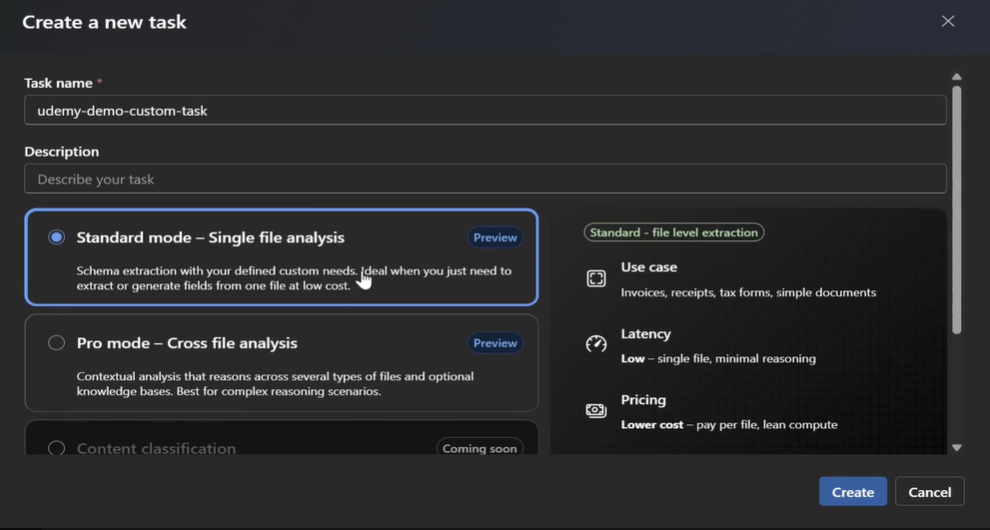 Create a new task
Task name *
udemy-demo-custom-task
Description
Describe your task
Standard mode – Single file analysis
Preview
Schema extraction with your defined custom needs. Ideal when you just need to
extract or generate fields from one file at low cost.
Pro mode – Cross file analysis
Preview
Contextual analysis that reasons across several types of files and optional
knowledge bases. Best for complex reasoning scenarios.
Content classification
Coming soon
Standard - file level extraction
Use case
Invoices, receipts, tax forms, simple documents
Latency
Low – single file, minimal reasoning
Pricing
Lower cost – pay per file, lean compute
Create
Cancel